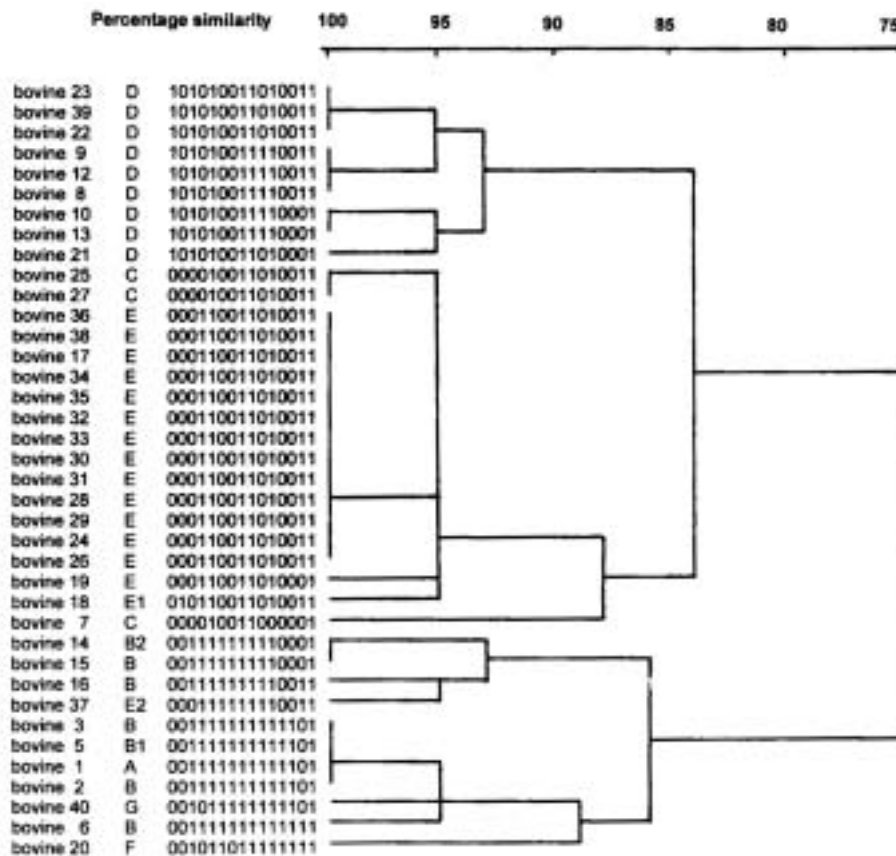 Percentage similarity 100 95 90 85 80 75
bovine 23 D 101010011010011
bovine 39 D 101010011010011
bovine 22 D 101010011010011
bovine 9 D 101010011110011
bovine 12 D 101010011110011
bovine 8 D 101010011110011
bovine 10 D 101010011110001
bovine 13 D 101010011110001
bovine 21 D 101010011010001
bovine 25 C 000010011010011
bovine 27 C 000010011010011
bovine 36 E 000110011010011
bovine 38 E 000110011010011
bovine 17 E 000110011010011
bovine 34 E 000110011010011
bovine 35 E 000110011010011
bovine 32 E 000110011010011
bovine 33 E 000110011010011
bovine 30 E 000110011010011
bovine 31 E 000110011010011
bovine 28 E 000110011010011
bovine 29 E 000110011010011
bovine 24 E 000110011010011
bovine 26 E 000110011010011
bovine 19 E 000110011010001
bovine 18 E1 010110011010011
bovine 7 C 000010011000001
bovine 14 B2 001111111110001
bovine 15 B 001111111110001
bovine 16 B 001111111110011
bovine 37 E2 000111111110011
bovine 3 B 001111111111101
bovine 5 B1 001111111111101
bovine 1 A 001111111111101
bovine 2 B 001111111111101
bovine 40 G 001011111111101
bovine 6 B 001111111111111
bovine 20 F 001011011111111